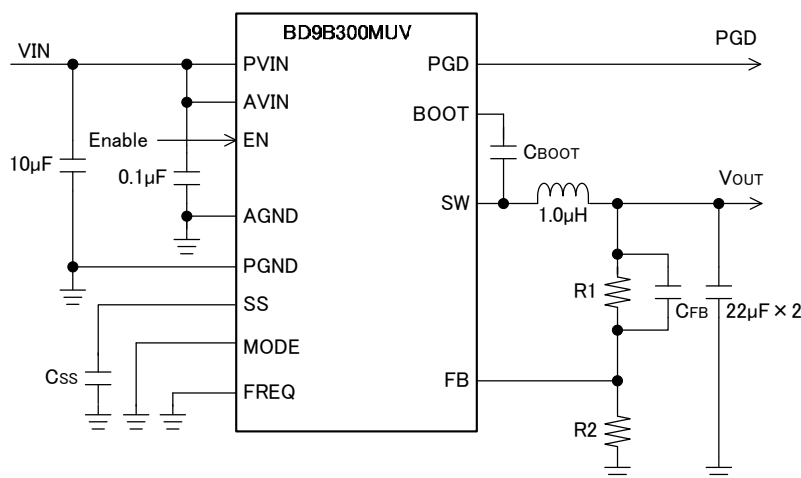 BD9B300MUV
VIN
PGD
PVIN
PGD
AVIN
BOOT
Enable
EN
CBOOT
10µF
0.1µF
SW
VOUT
AGND
1.0µH
PGND
SS
R1
CFB
22µF × 2
MODE
CSS
FB
FREQ
R2